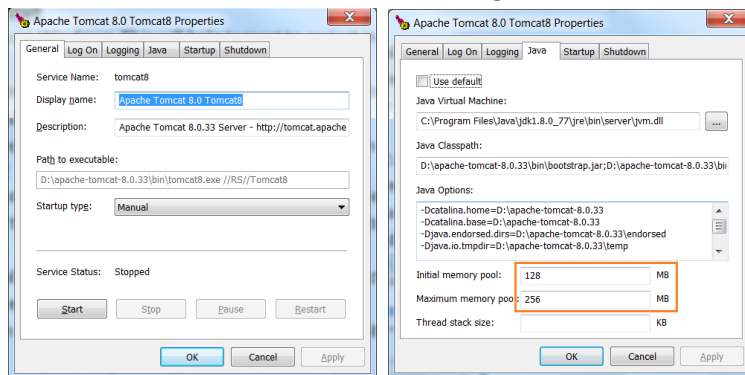 Apache Tomcat 8.0 Tomcat8 Properties
X
General Log On Logging Java Startup Shutdown
Service Name: tomcat8
Display name: Apache Tomcat 8.0 Tomcat8
Description: Apache Tomcat 8.0.33 Server - http://tomcat.apache
Path to executable:
D:\apache-tomcat-8.0.33\bin\tomcat8.exe //RS//Tomcat8
Startup type: Manual
Service Status: Stopped
Start Stop Pause Restart
OK Cancel Apply
Apache Tomcat 8.0 Tomcat8 Properties
X
General Log On Logging Java Startup Shutdown
Use default
Java Virtual Machine:
C:\Program Files\Java\jdk1.8.0_77\jre\bin\server\jvm.dll ...
Java Classpath:
D:\apache-tomcat-8.0.33\bin\bootstrap.jar;D:\apache-tomcat-8.0.33\bin
Java Options:
-Dcatalina.home=D:\apache-tomcat-8.0.33
-Dcatalina.base=D:\apache-tomcat-8.0.33
-Djava.endorsed.dirs=D:\apache-tomcat-8.0.33\endorsed
-Djava.io.tmpdir=D:\apache-tomcat-8.0.33\temp
Initial memory pool: 128 MB
Maximum memory pool: 256 MB
Thread stack size: KB
OK Cancel Apply